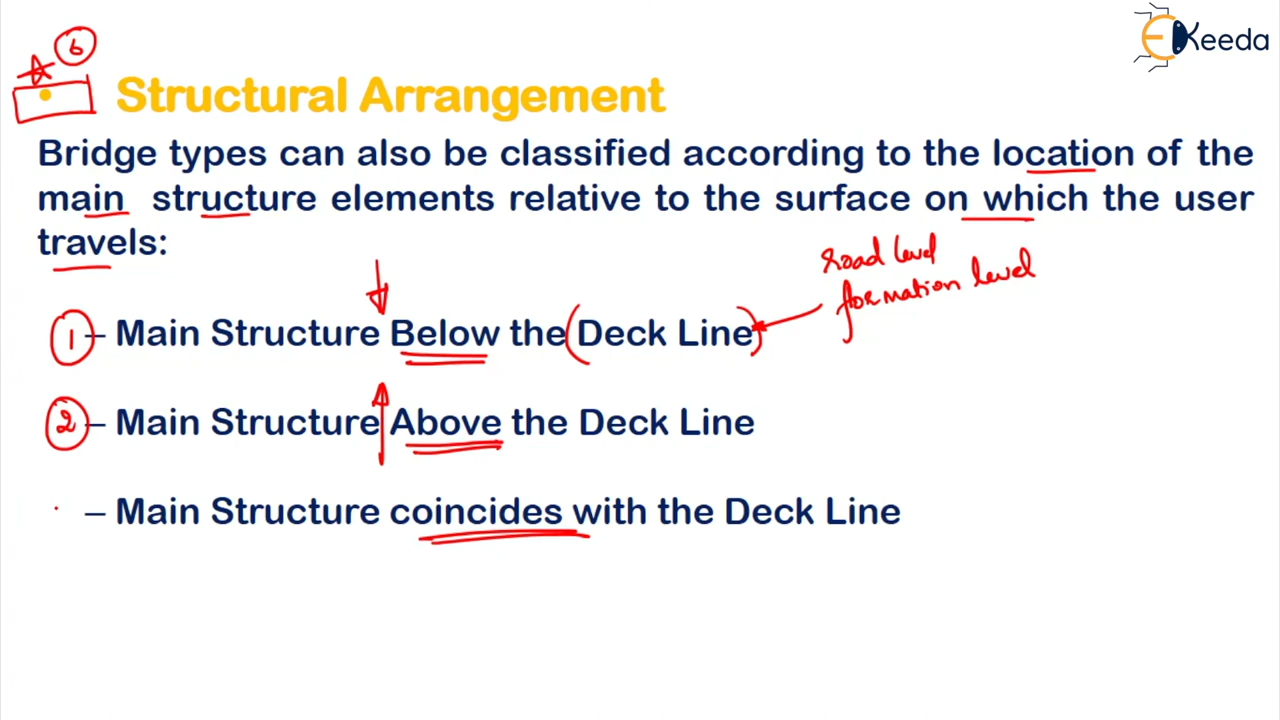 6
EKeeda
Structural Arrangement
Bridge types can also be classified according to the location of the
main structure elements relative to the surface on which the user
travels:
road level
formation level
1 – Main Structure Below the (Deck Line)
2 – Main Structure Above the Deck Line
– Main Structure coincides with the Deck Line